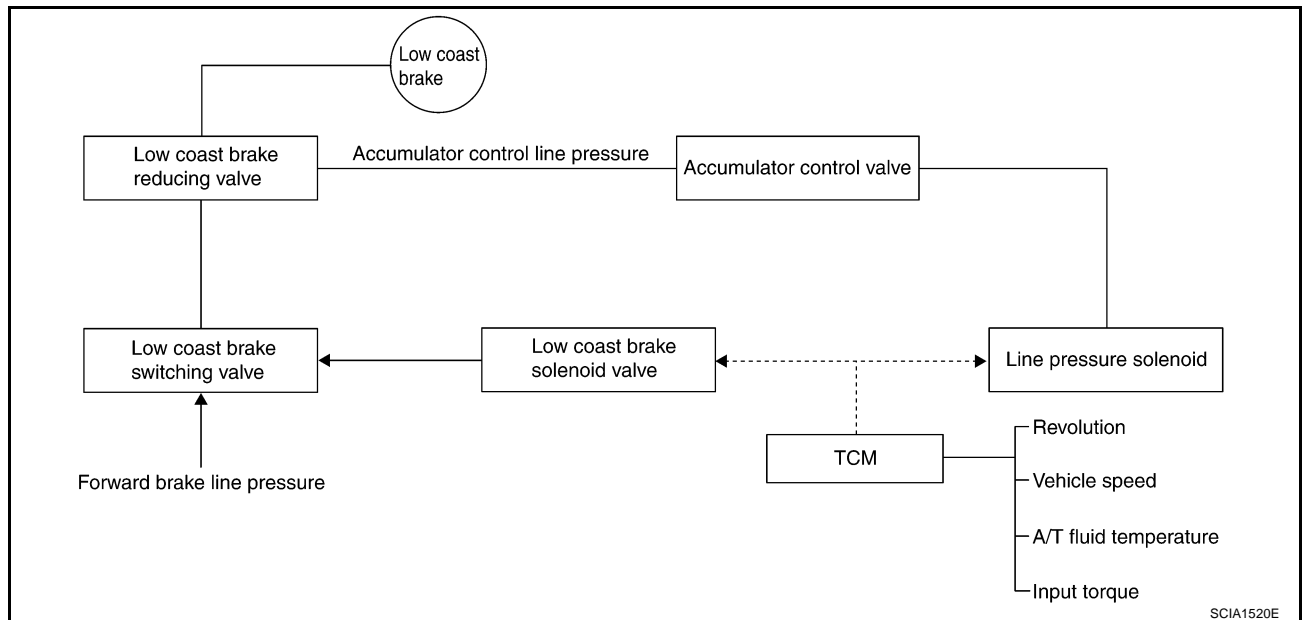 Low coast
brake
Low coast brake
reducing valve
Accumulator control line pressure
Accumulator control valve
Low coast brake
switching valve
Low coast brake
solenoid valve
Line pressure solenoid
Forward brake line pressure
TCM
Revolution
Vehicle speed
A/T fluid temperature
Input torque
SCIA1520E